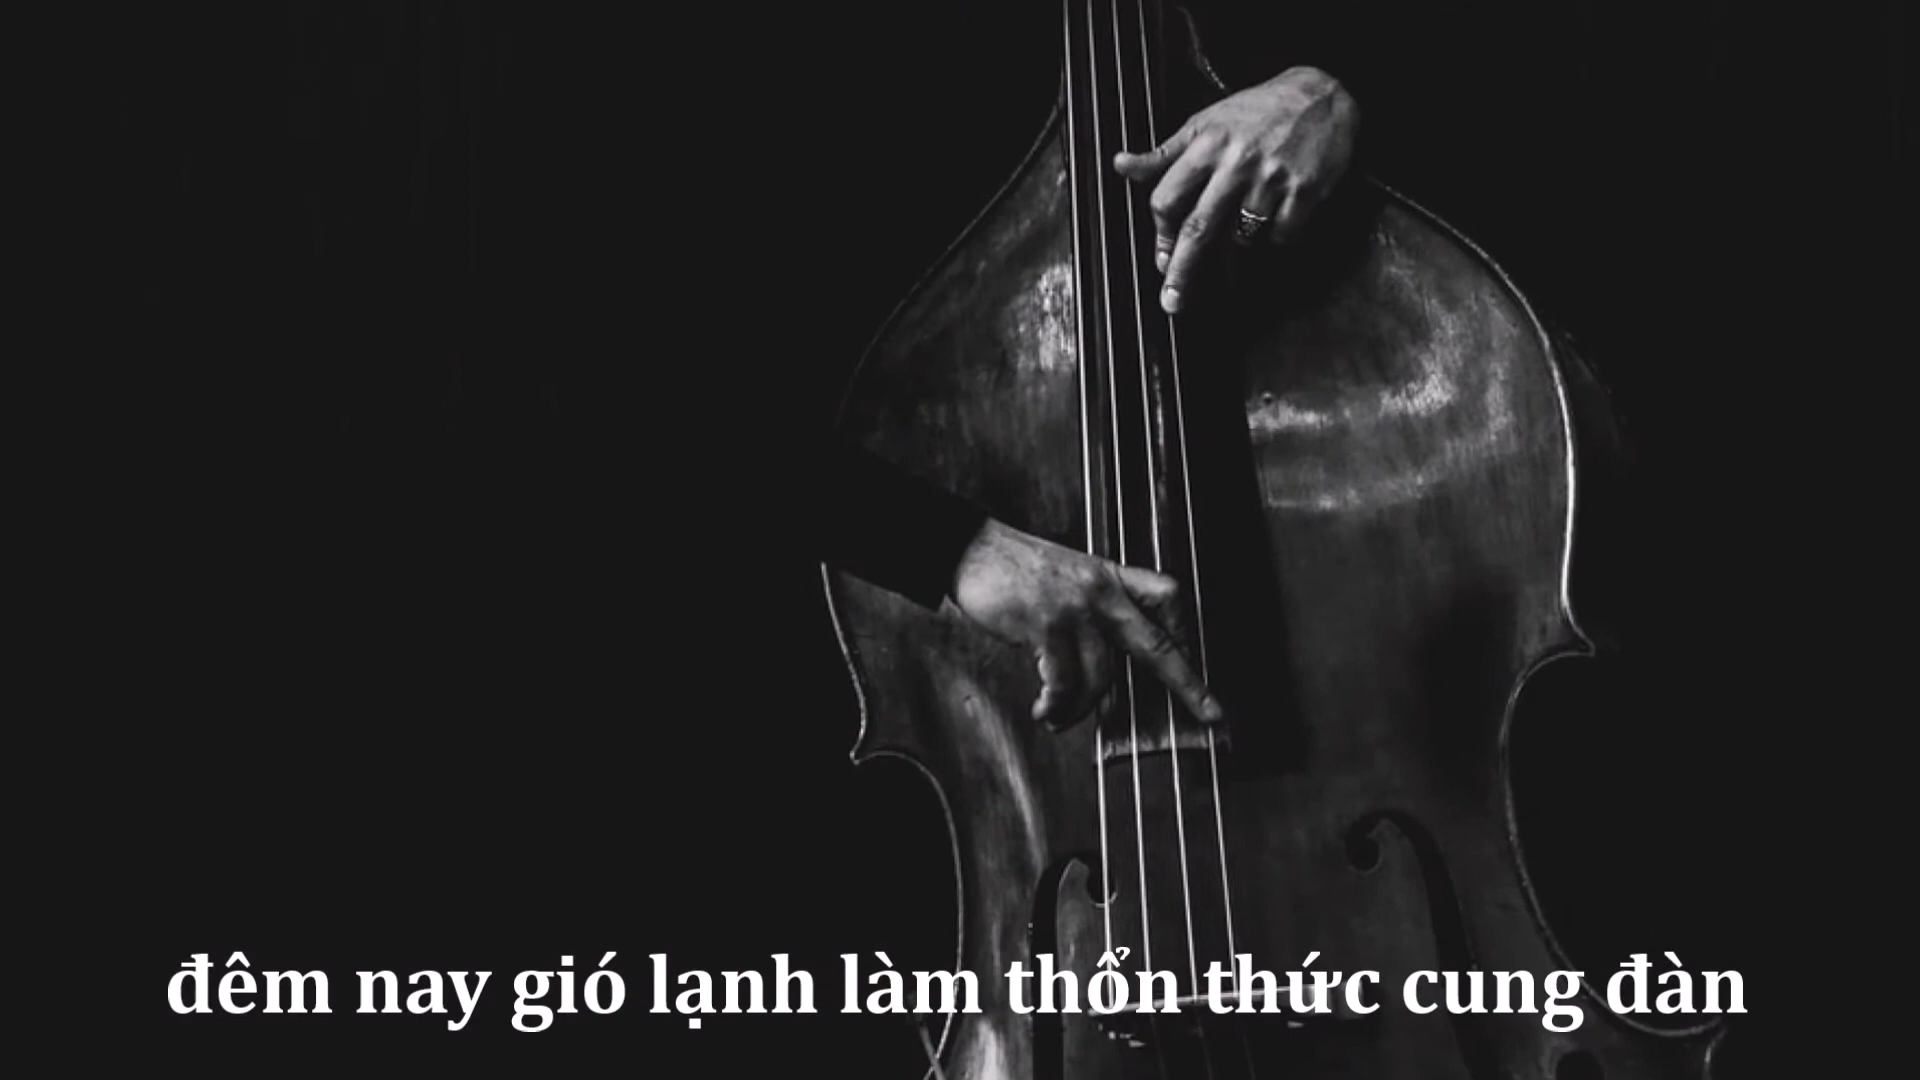 đêm nay gió lạnh làm thổn thức cung đàn